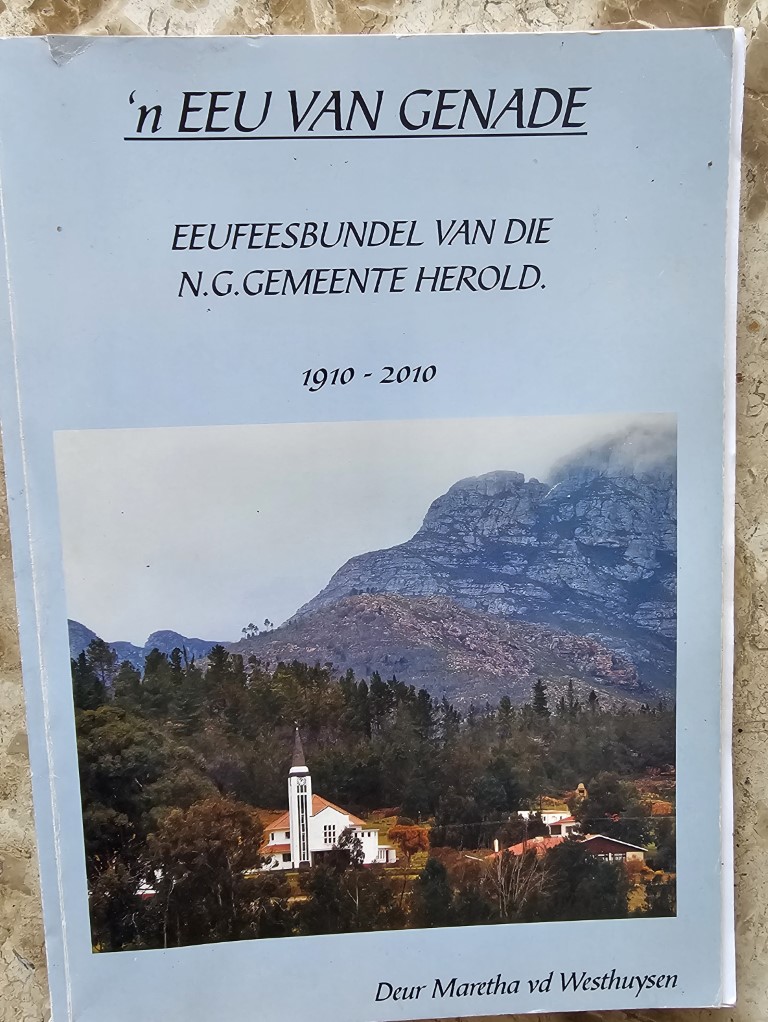 ‘n EEU VAN GENADE
EEUFEESBUNDEL VAN DIE
N.G.GEMEENTE HEROLD.
1910 - 2010
Deur Maretha vd Westhuysen